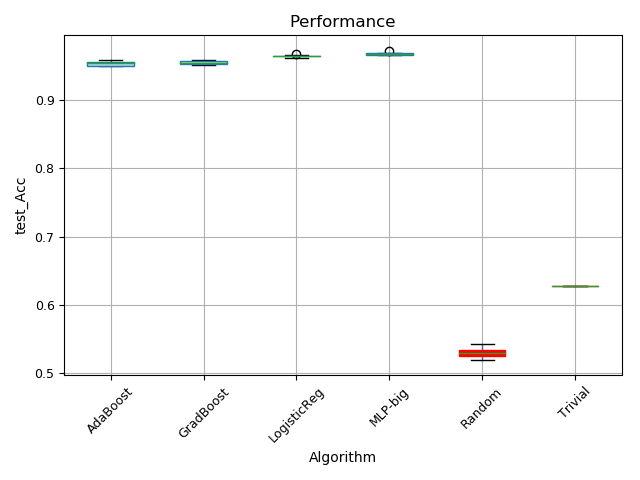 Performance
test_Acc
0.9
0.8
0.7
0.6
0.5
AdaBoost
GradBoost
LogisticReg
MLP-big
Random
Trivial
Algorithm